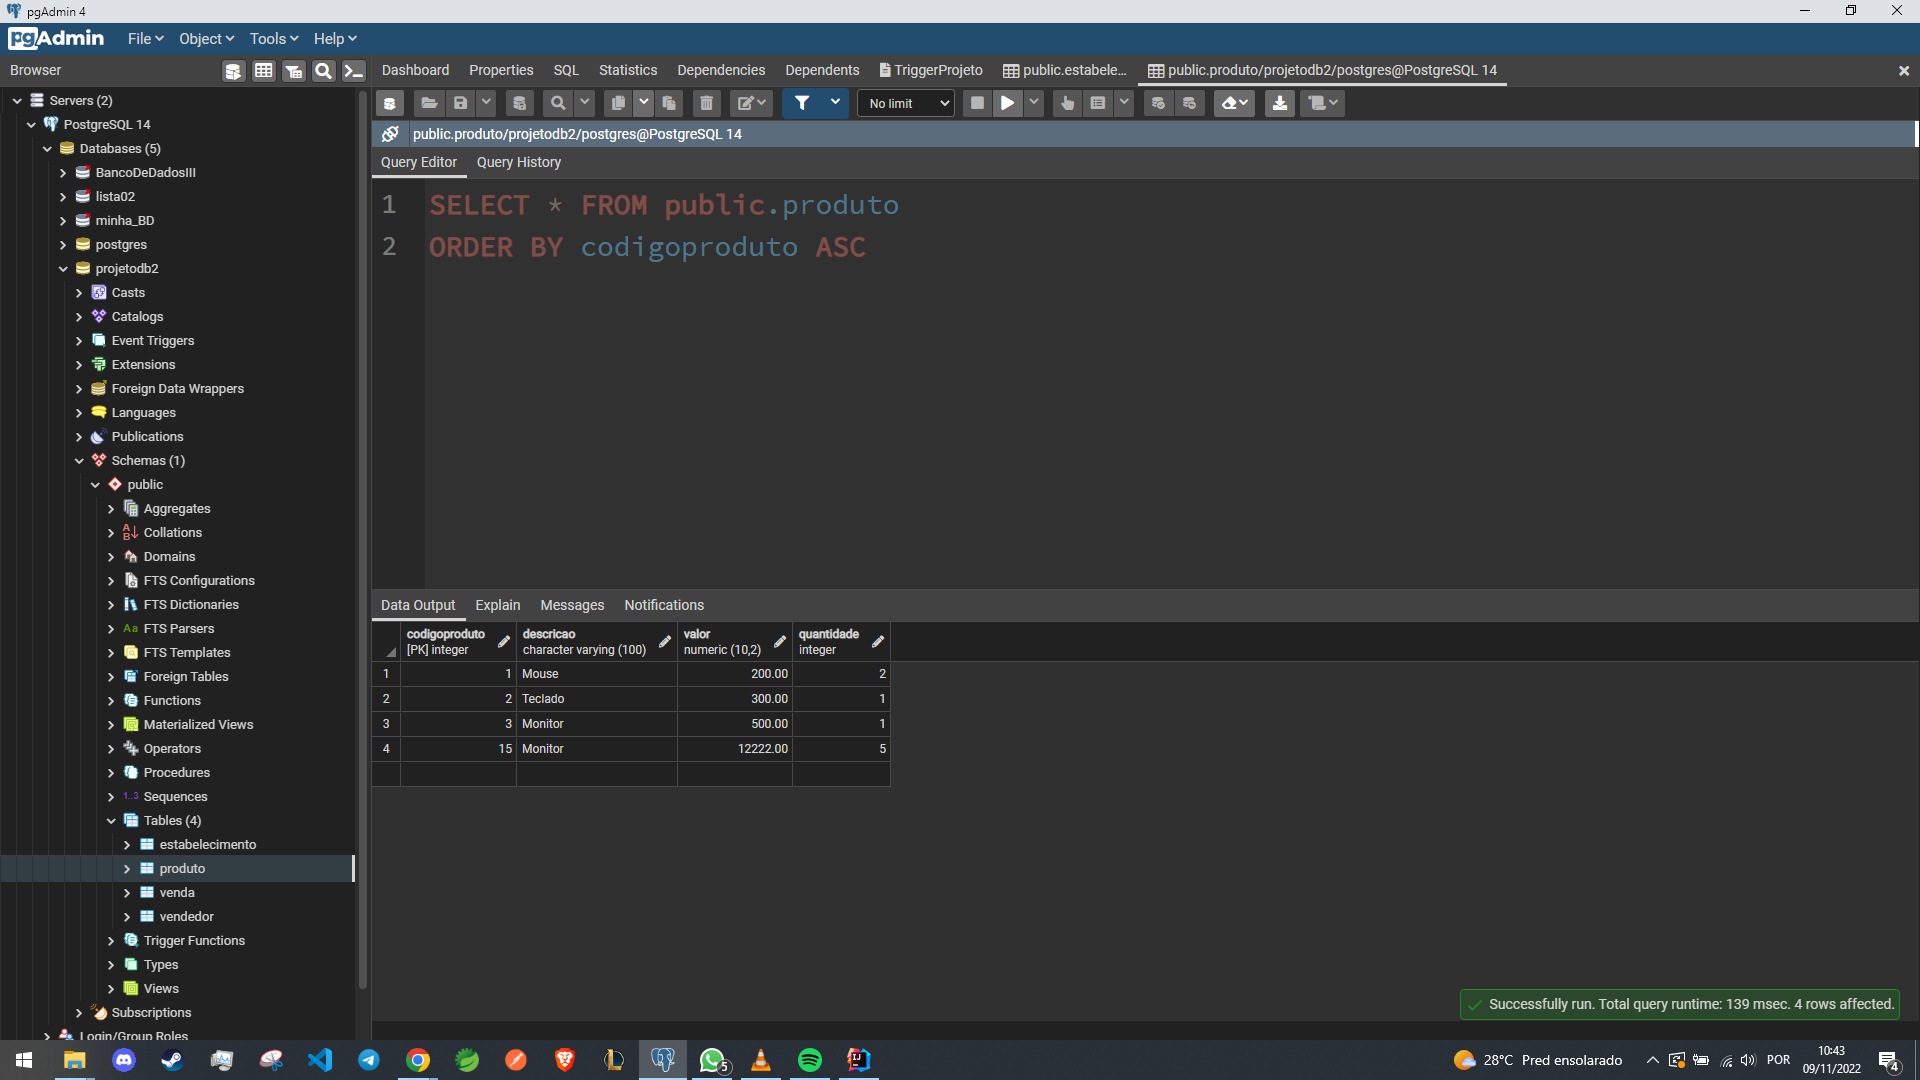 pgAdmin 4
pgAdmin File Object Tools Help
Browser
Dashboard Properties SQL Statistics Dependencies Dependents TriggerProjeto public.estabele... public.produto/projetodb2/postgres@PostgreSQL 14
No limit
public.produto/projetodb2/postgres@PostgreSQL 14
Query Editor Query History
1 SELECT * FROM public.produto
2 ORDER BY codigoproduto ASC
Servers (2)
PostgreSQL 14
Databases (5)
BancoDeDadosIII
lista02
minha_BD
postgres
projetodb2
Casts
Catalogs
Event Triggers
Extensions
Foreign Data Wrappers
Languages
Publications
Schemas (1)
public
Aggregates
Collations
Domains
FTS Configurations
FTS Dictionaries
FTS Parsers
FTS Templates
Foreign Tables
Functions
Materialized Views
Operators
Procedures
Sequences
Tables (4)
estabelecimento
produto
venda
vendedor
Trigger Functions
Types
Views
Subscriptions
Login/Group Roles
Data Output Explain Messages Notifications
codigoproduto descricao valor quantidade
[PK] integer character varying (100) numeric (10,2) integer
1 1 Mouse 200.00 2
2 2 Teclado 300.00 1
3 3 Monitor 500.00 1
4 15 Monitor 12222.00 5
Successfully run. Total query runtime: 139 msec. 4 rows affected.
5
28°C Pred ensolarado
POR
10:43
09/11/2022
4